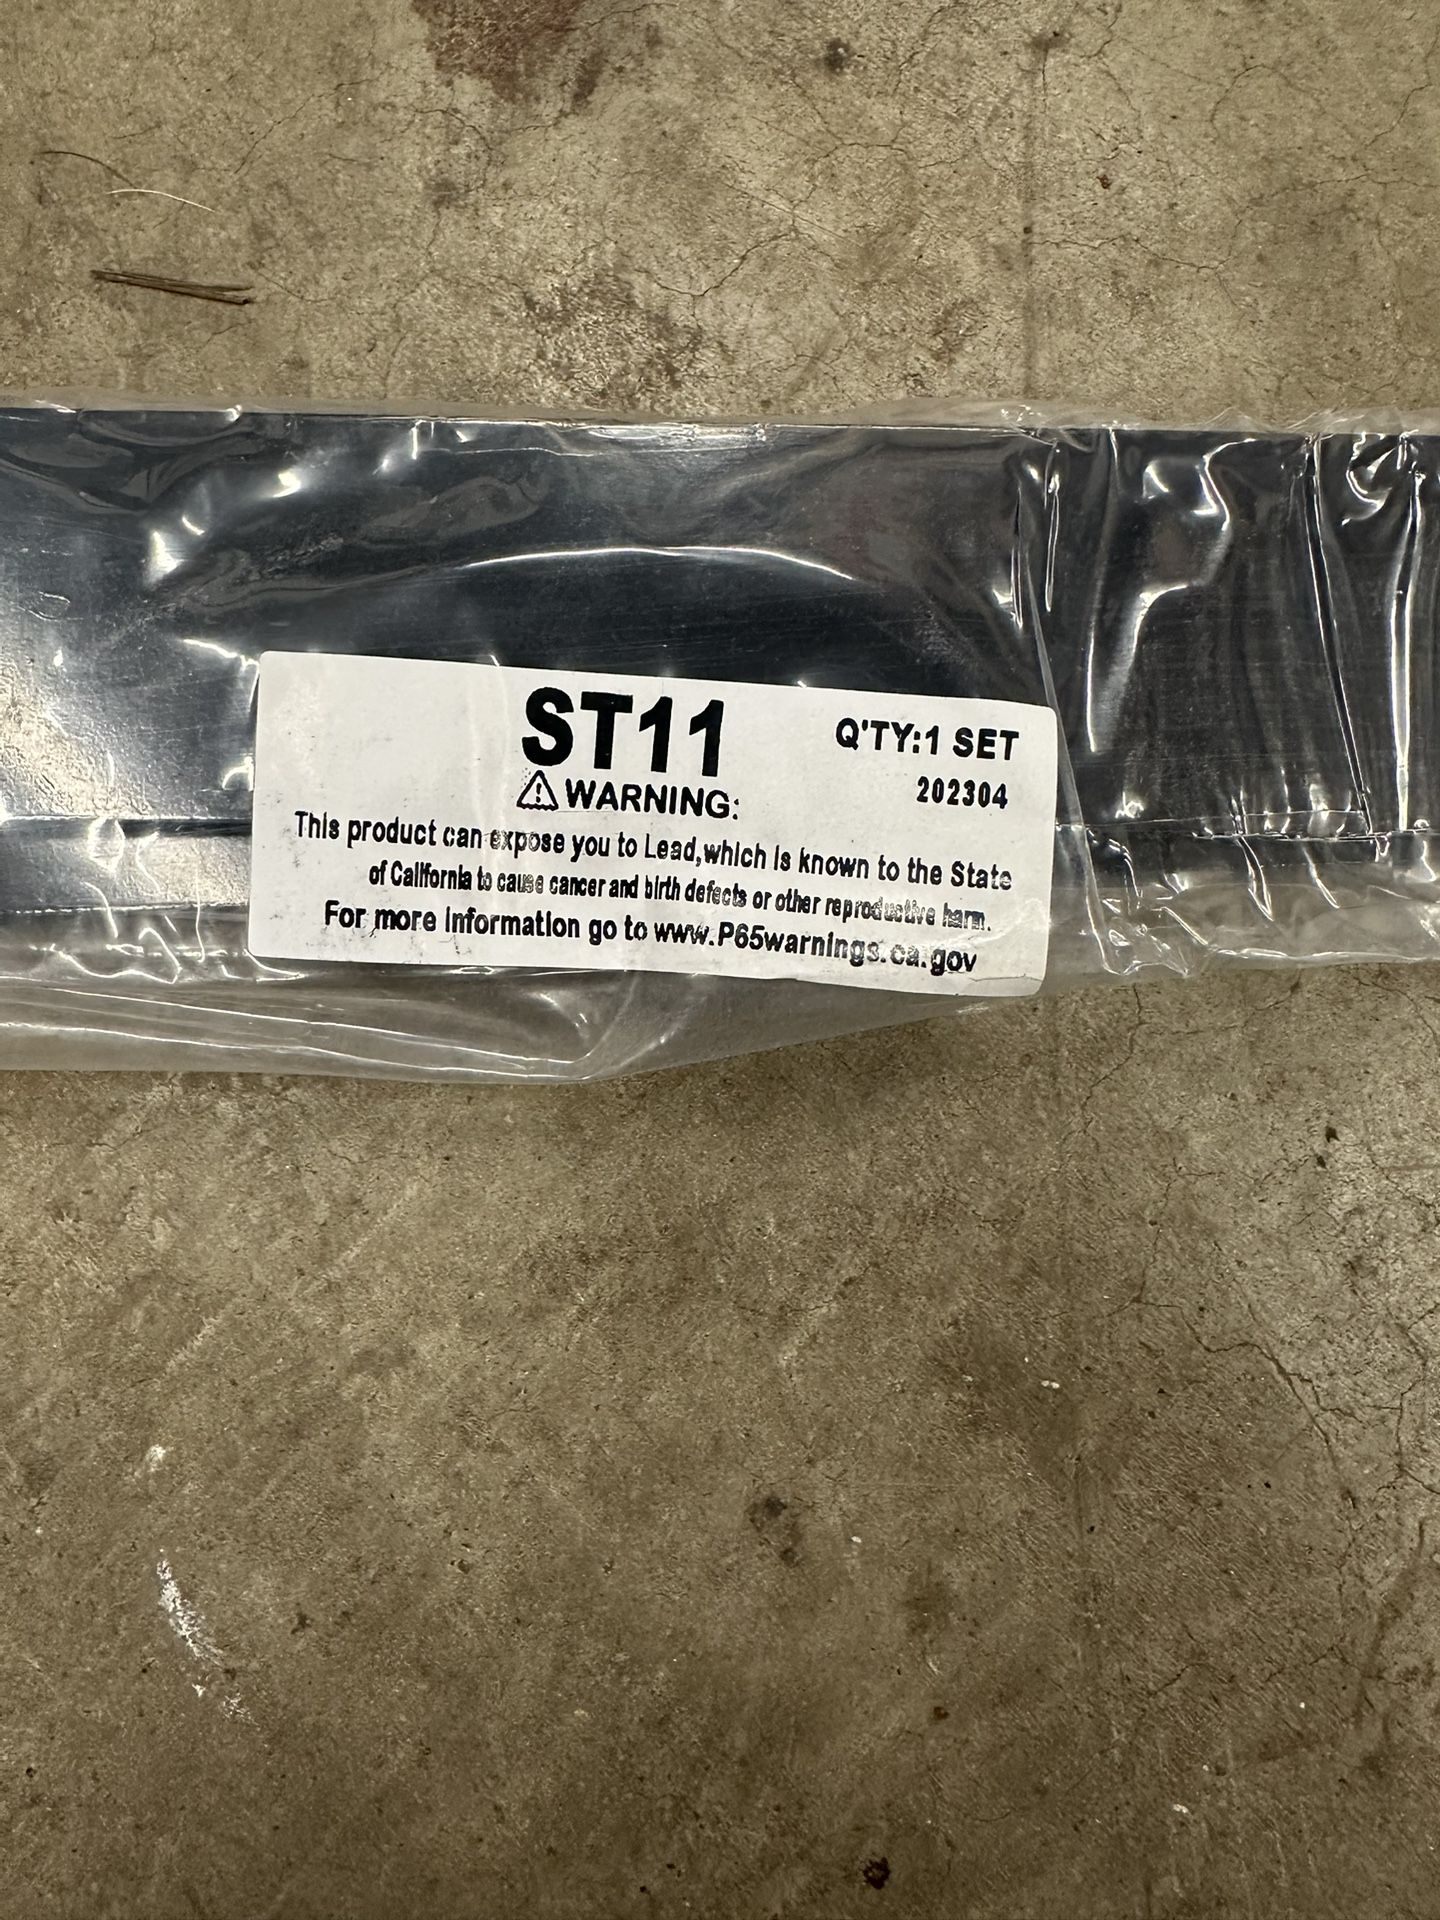 ST11
Q'TY:1 SET
202304
⚠ WARNING:
This product can expose you to Lead,which is known to the State
of California to cause cancer and birth defects or other reproductive harm.
For more information go to www.P65warnings.ca.gov